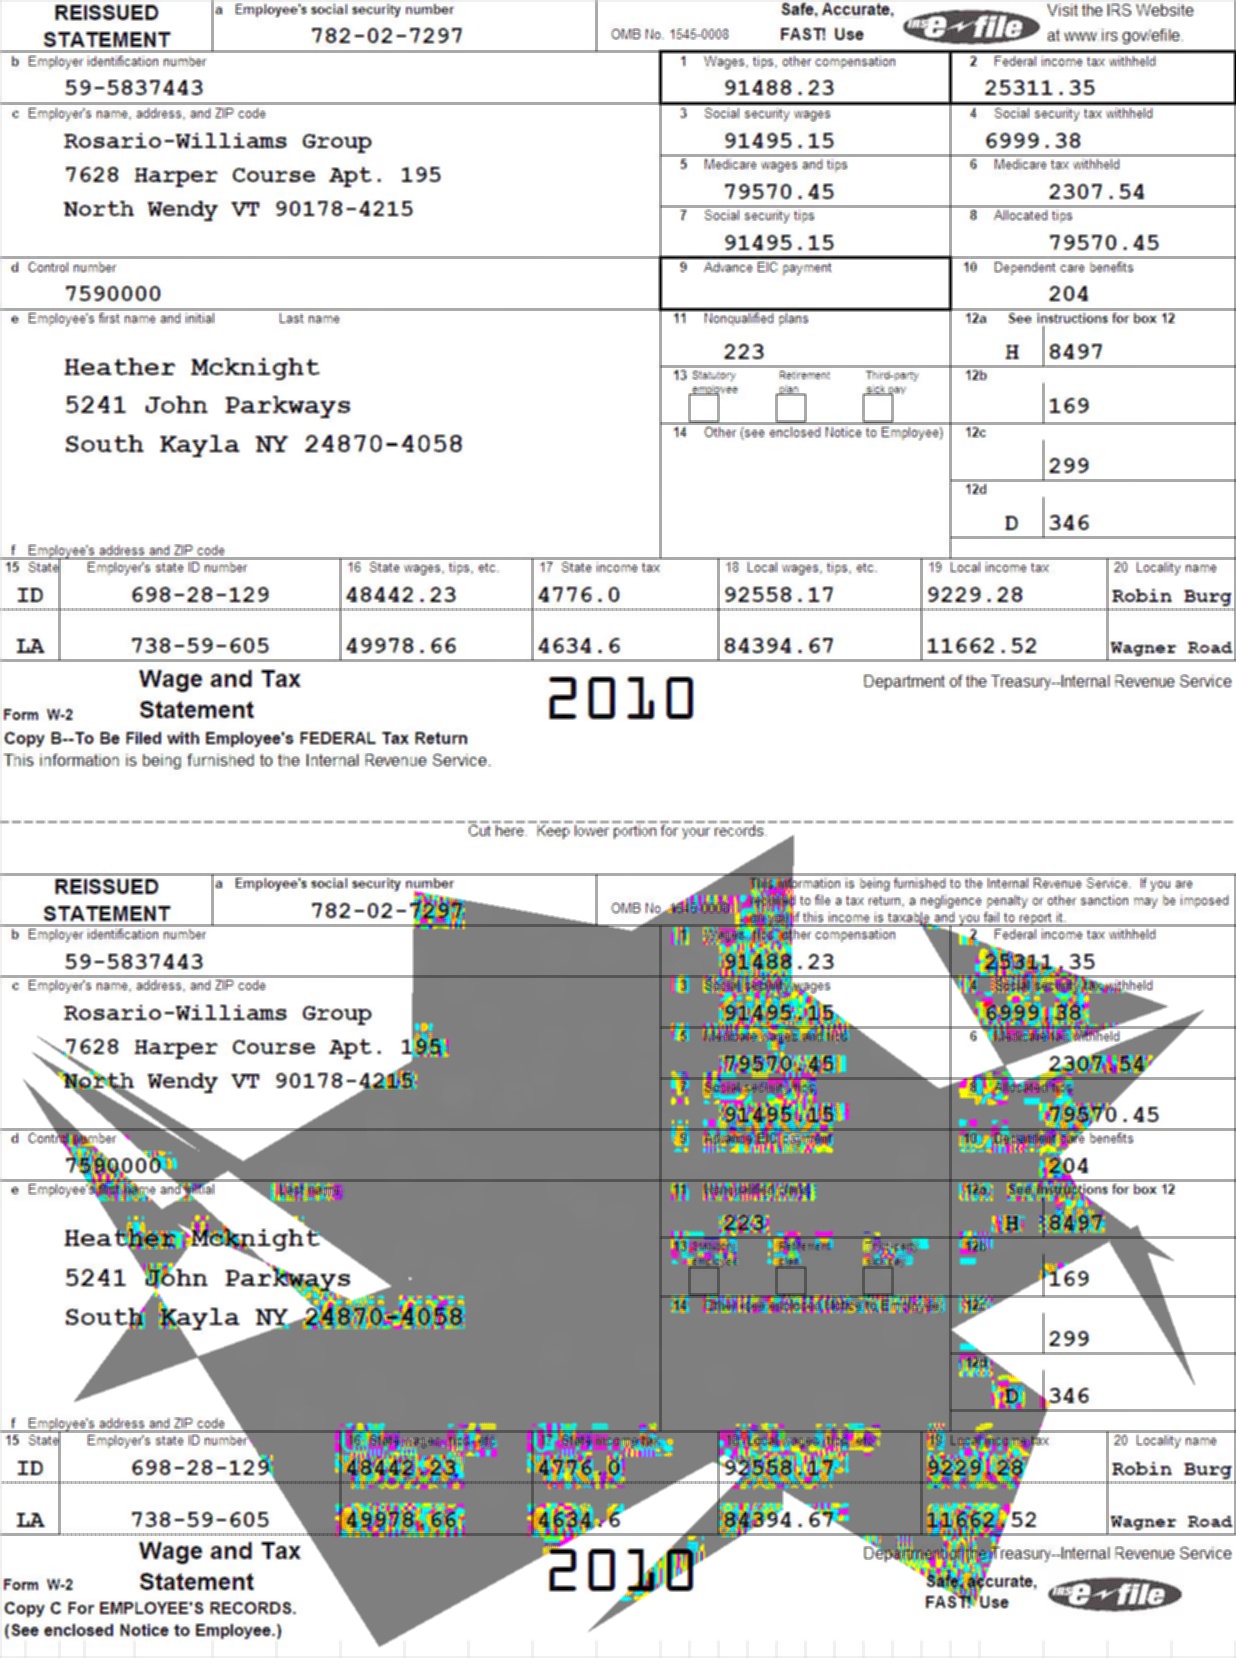 REISSUED STATEMENT
a Employee's social security number
782-02-7297
OMB No. 1545-0008
Safe, Accurate, FAST! Use
IRS e-file
Visit the IRS Website at www.irs.gov/efile.
b Employer identification number
59-5837443
1 Wages, tips, other compensation
91488.23
2 Federal income tax withheld
25311.35
c Employer's name, address, and ZIP code
Rosario-Williams Group
7628 Harper Course Apt. 195
North Wendy VT 90178-4215
3 Social security wages
91495.15
4 Social security tax withheld
6999.38
5 Medicare wages and tips
79570.45
6 Medicare tax withheld
2307.54
7 Social security tips
91495.15
8 Allocated tips
79570.45
d Control number
7590000
9 Advance EIC payment
10 Dependent care benefits
204
e Employee's first name and initial Last name
Heather Mcknight
5241 John Parkways
South Kayla NY 24870-4058
11 Nonqualified plans
223
12a See instructions for box 12
H 8497
13 Statutory employee Retirement plan Third-party sick pay
12b
169
14 Other (see enclosed Notice to Employee)
12c
299
12d
D 346
f Employee's address and ZIP code
15 State Employer's state ID number 16 State wages, tips, etc. 17 State income tax 18 Local wages, tips, etc. 19 Local income tax 20 Locality name
ID 698-28-129 48442.23 4776.0 92558.17 9229.28 Robin Burg
LA 738-59-605 49978.66 4634.6 84394.67 11662.52 Wagner Road
Form W-2 Wage and Tax Statement
2010
Department of the Treasury--Internal Revenue Service
Copy B--To Be Filed with Employee's FEDERAL Tax Return
This information is being furnished to the Internal Revenue Service.
Cut here. Keep lower portion for your records.
REISSUED STATEMENT
a Employee's social security number
782-02-7297
OMB No. 1545-0008
This information is being furnished to the Internal Revenue Service. If you are
required to file a tax return, a negligence penalty or other sanction may be imposed
on you if this income is taxable and you fail to report it.
b Employer identification number
59-5837443
1 Wages, tips, other compensation
91488.23
2 Federal income tax withheld
25311.35
c Employer's name, address, and ZIP code
Rosario-Williams Group
7628 Harper Course Apt. 195
North Wendy VT 90178-4215
3 Social security wages
91495.15
4 Social security tax withheld
6999.38
5 Medicare wages and tips
79570.45
6 Medicare tax withheld
2307.54
7 Social security tips
91495.15
8 Allocated tips
79570.45
d Control number
7590000
9 Advance EIC payment
10 Dependent care benefits
204
e Employee's first name and initial Last name
Heather Mcknight
5241 John Parkways
South Kayla NY 24870-4058
11 Nonqualified plans
223
12a See instructions for box 12
H 8497
13 Statutory employee Retirement plan Third-party sick pay
12b
169
14 Other (see enclosed Notice to Employee)
12c
299
12d
D 346
f Employee's address and ZIP code
15 State Employer's state ID number 16 State wages, tips, etc. 17 State income tax 18 Local wages, tips, etc. 19 Local income tax 20 Locality name
ID 698-28-129 48442.23 4776.0 92558.17 9229.28 Robin Burg
LA 738-59-605 49978.66 4634.6 84394.67 11662.52 Wagner Road
Form W-2 Wage and Tax Statement
2010
Department of the Treasury--Internal Revenue Service
Safe, accurate, FAST! Use
IRS e-file
Copy C For EMPLOYEE'S RECORDS.
(See enclosed Notice to Employee.)